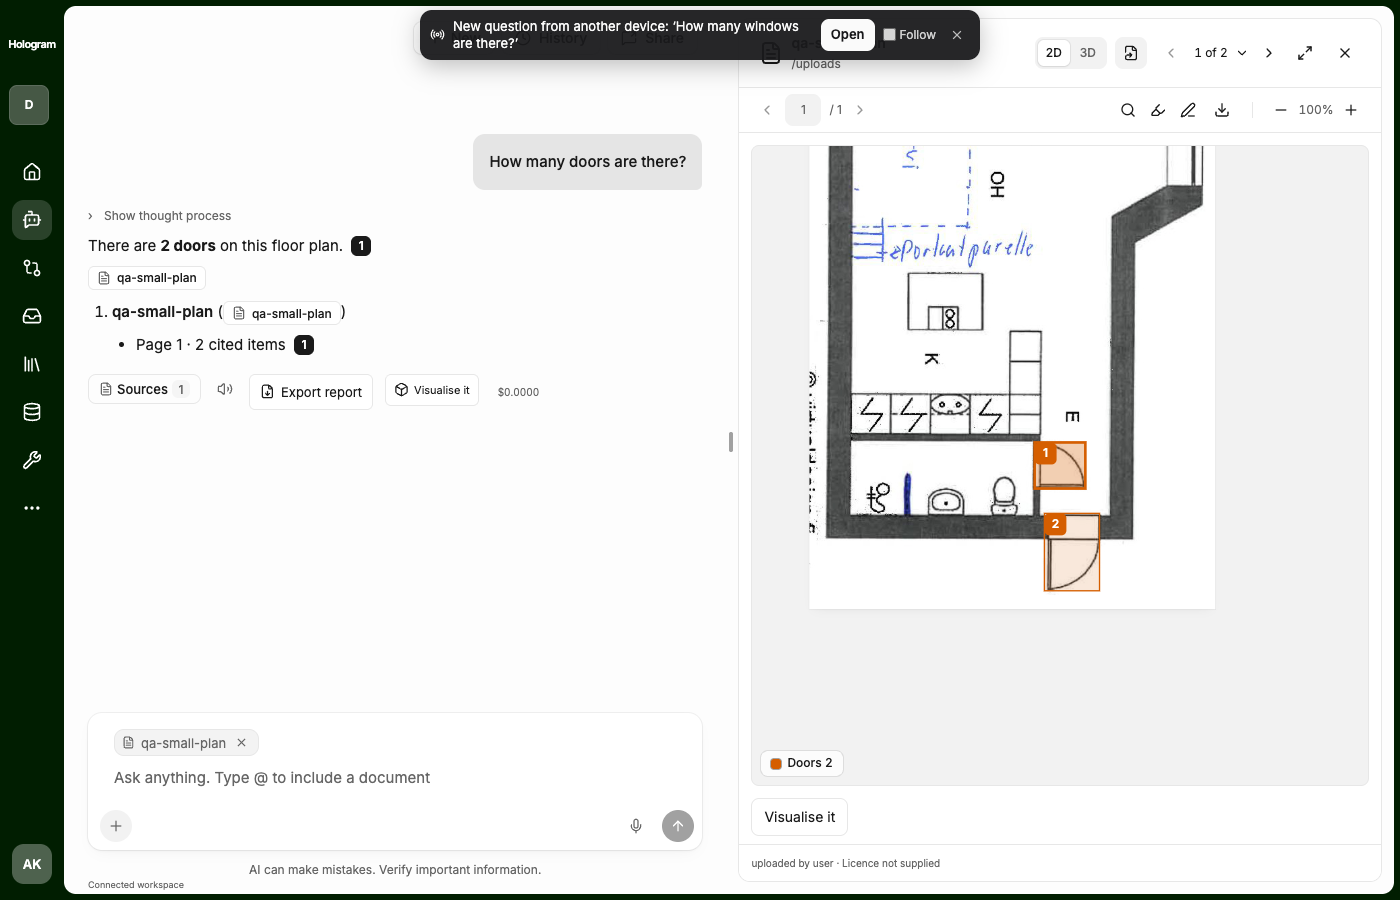 Hologram
D
AK
New question from another device: ‘How many windows are there?’
Open
Follow
History
Share
How many doors are there?
Show thought process
There are 2 doors on this floor plan. 1
qa-small-plan
1. qa-small-plan ( qa-small-plan )
• Page 1 · 2 cited items 1
Sources 1
Export report
Visualise it
$0.0000
qa-small-plan
Ask anything. Type @ to include a document
AI can make mistakes. Verify important information.
Connected workspace
/uploads
2D 3D
1 of 2
1 / 1
100%
OH
K
E
1
2
Doors 2
Visualise it
uploaded by user · Licence not supplied